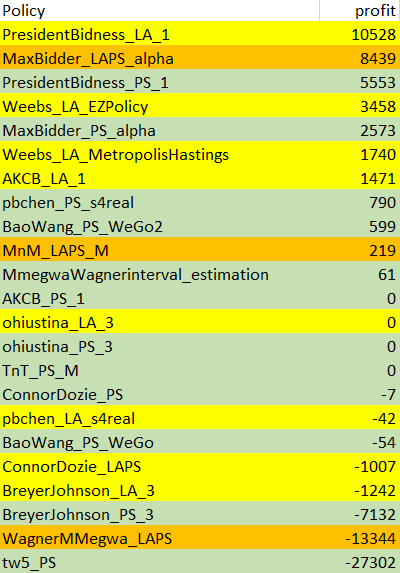 Policy profit
PresidentBidness_LA_1 10528
MaxBidder_LAPS_alpha 8439
PresidentBidness_PS_1 5553
Weebs_LA_EZPolicy 3458
MaxBidder_PS_alpha 2573
Weebs_LA_MetropolisHastings 1740
AKCB_LA_1 1471
pbchen_PS_s4real 790
BaoWang_PS_WeGo2 599
MnM_LAPS_M 219
MmegwaWagnerinterval_estimation 61
AKCB_PS_1 0
ohiustina_LA_3 0
ohiustina_PS_3 0
TnT_PS_M 0
ConnorDozie_PS -7
pbchen_LA_s4real -42
BaoWang_PS_WeGo -54
ConnorDozie_LAPS -1007
BreyerJohnson_LA_3 -1242
BreyerJohnson_PS_3 -7132
WagnerMMegwa_LAPS -13344
tw5_PS -27302